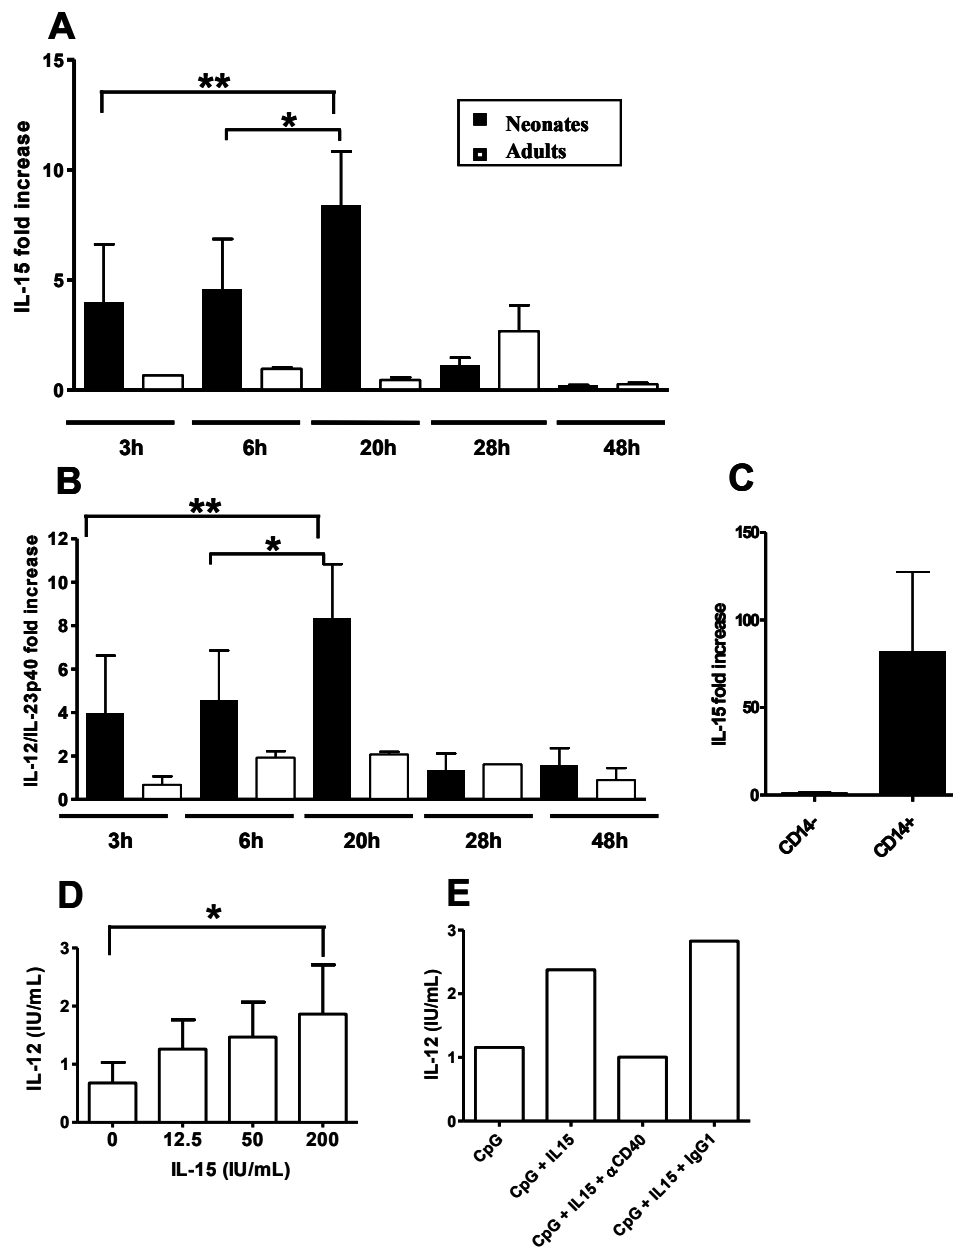 A
15
10
5
0
IL-15 fold increase
**
*
Neonates
Adults
3h 6h 20h 28h 48h
B
12
10
8
6
4
2
0
IL-12/IL-23p40 fold increase
**
*
3h 6h 20h 28h 48h
C
150
100
50
0
IL-15 fold increase
CD14- CD14+
D
3
2
1
0
IL-12 (IU/mL)
*
0 12.5 50 200
IL-15 (IU/mL)
E
3
2
1
0
IL-12 (IU/mL)
CpG
CpG + IL15
CpG + IL15 + αCD40
CpG + IL15 + IgG1